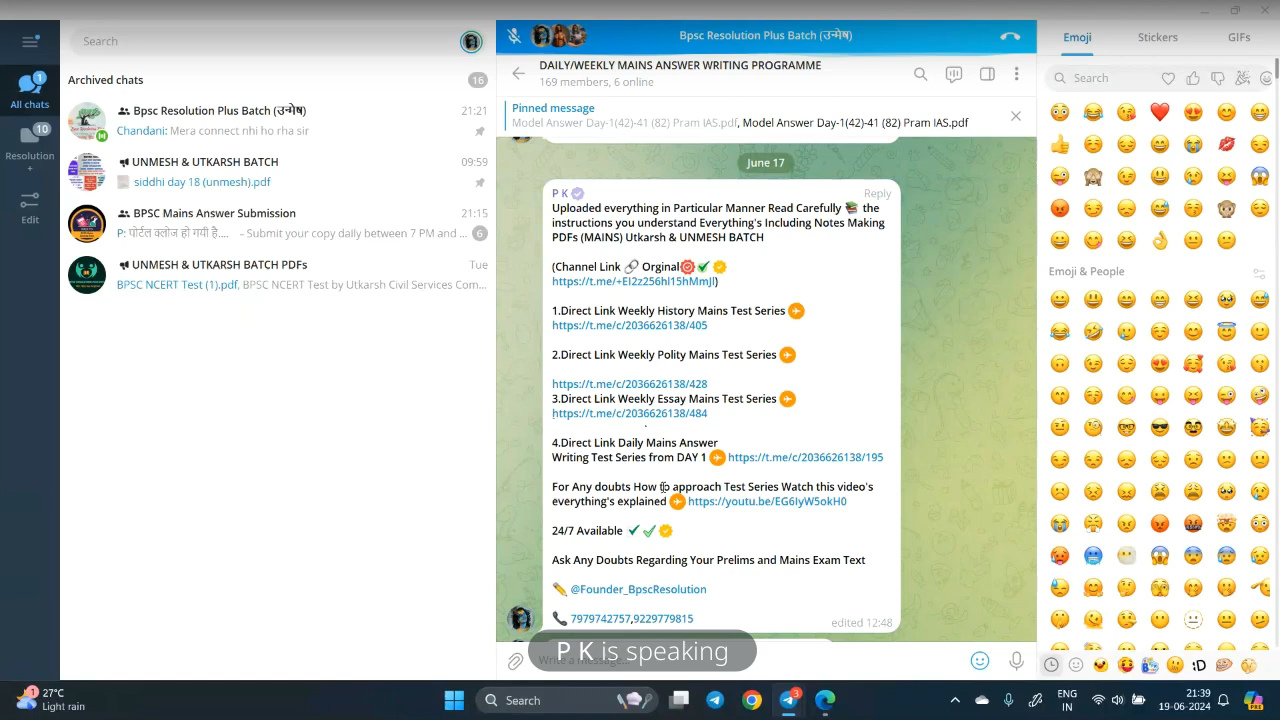 Search
Archived chats
16
Bpsc Resolution Plus Batch (उन्मेष)
21:21
Chandani: Mera connect nhi ho rha sir
UNMESH & UTKARSH BATCH
09:59
siddhi day 18 (unmesh).pdf
BPSC Mains Answer Submission
21:15
P: पोर्टल क्लोज हो गयी है.... – Submit your copy daily between 7 PM and ...
6
UNMESH & UTKARSH BATCH PDFs
Tue
BPSC NCERT Test (1).pdf, BPSC NCERT Test by Utkarsh Civil Services Com...
1
All chats
10
Resolution
+
Edit
Bpsc Resolution Plus Batch (उन्मेष)
DAILY/WEEKLY MAINS ANSWER WRITING PROGRAMME
169 members, 6 online
Pinned message
Model Answer Day-1(42)-41 (82) Pram IAS.pdf, Model Answer Day-1(42)-41 (82) Pram IAS.pdf
June 17
P K
Reply
Uploaded everything in Particular Manner Read Carefully 📚 the
instructions you understand Everything's Including Notes Making
PDFs (MAINS) Utkarsh & UNMESH BATCH
(Channel Link 🔗 Orginal
https://t.me/+EI2z256hl15hMmJl)
1.Direct Link Weekly History Mains Test Series
https://t.me/c/2036626138/405
2.Direct Link Weekly Polity Mains Test Series
https://t.me/c/2036626138/428
3.Direct Link Weekly Essay Mains Test Series
https://t.me/c/2036626138/484
4.Direct Link Daily Mains Answer
Writing Test Series from DAY 1 https://t.me/c/2036626138/195
For Any doubts How to approach Test Series Watch this video's
everything's explained https://youtu.be/EG6IyW5okH0
24/7 Available
Ask Any Doubts Regarding Your Prelims and Mains Exam Text
@Founder_BpscResolution
7979742757,9229779815
edited 12:48
Write a message...
P K is speaking
Emoji
Stickers
GIFs
Search
Emoji & People
27°C
Light rain
Search
3
ENG
IN
21:39
19-06-2024